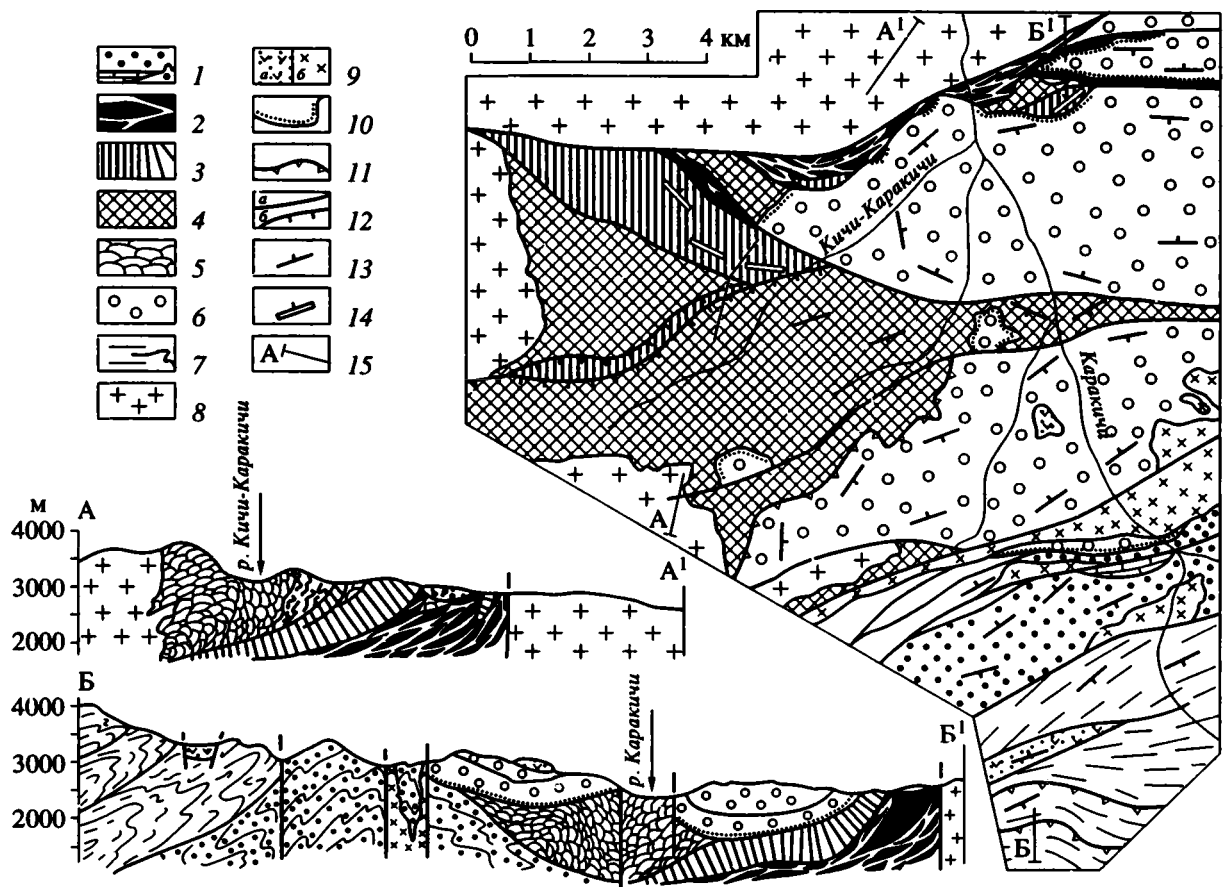 0 1 2 3 4 км
1
2
3
4
5
6
7
8
а б 9
10
11
а
б 12
13
14
А 15
А¹
Б¹
Кичи-Каракичи
Каракичи
А
Б
м А
4000
3000
2000
р. Кичи-Каракичи
А¹
Б
4000
3000
2000
р. Каракичи
Б¹